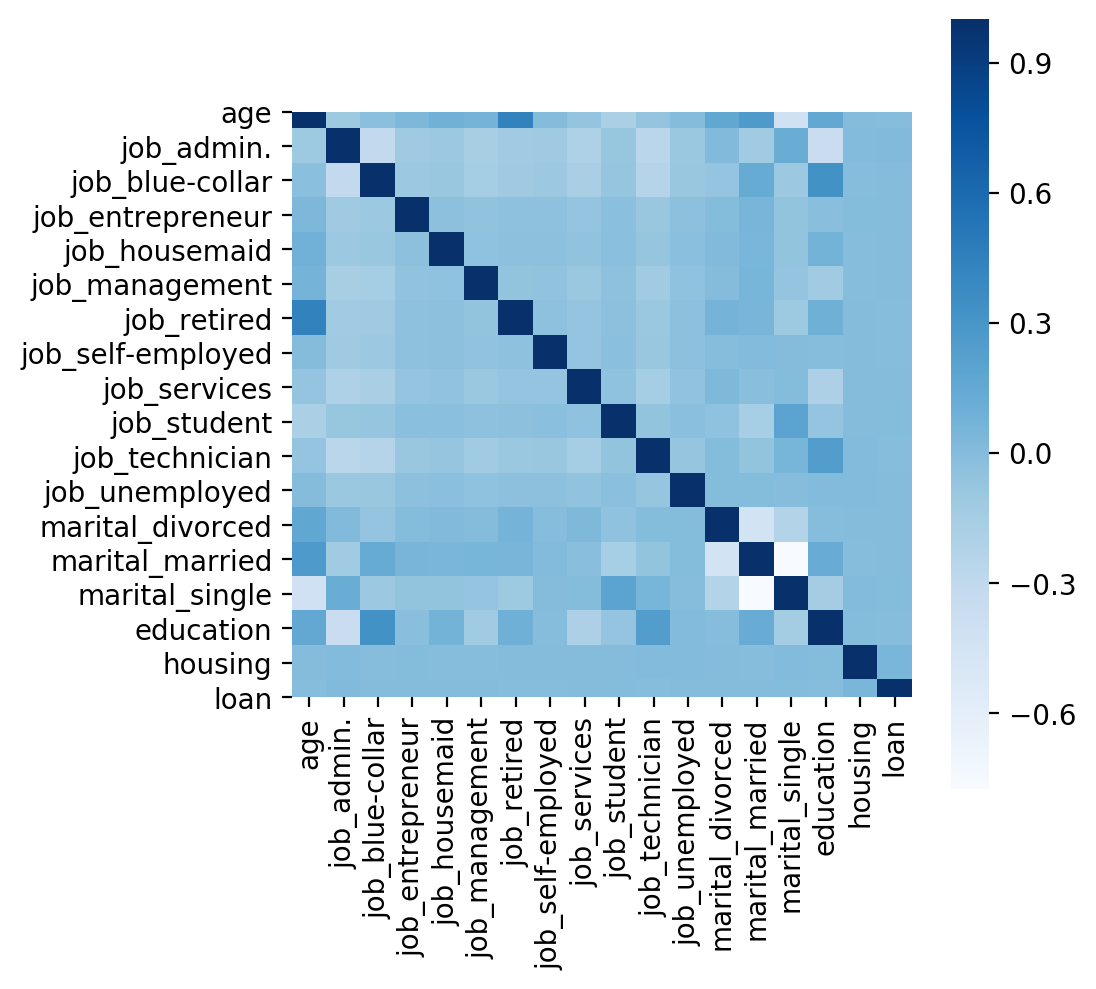 age
job_admin.
job_blue-collar
job_entrepreneur
job_housemaid
job_management
job_retired
job_self-employed
job_services
job_student
job_technician
job_unemployed
marital_divorced
marital_married
marital_single
education
housing
loan
age
job_admin.
job_blue-collar
job_entrepreneur
job_housemaid
job_management
job_retired
job_self-employed
job_services
job_student
job_technician
job_unemployed
marital_divorced
marital_married
marital_single
education
housing
loan
0.9
0.6
0.3
0.0
−0.3
−0.6